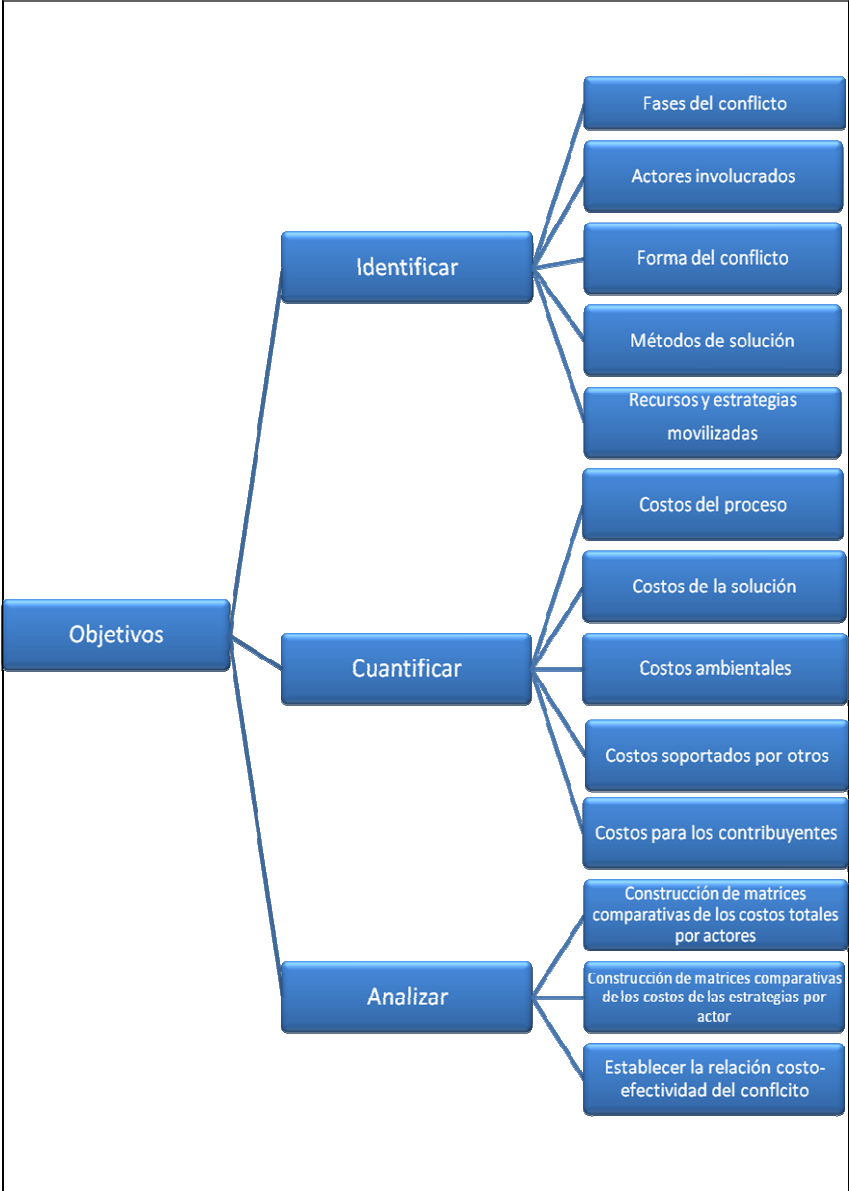 Objetivos
Identificar
Fases del conflicto
Actores involucrados
Forma del conflicto
Métodos de solución
Recursos y estrategias
movilizadas
Cuantificar
Costos del proceso
Costos de la solución
Costos ambientales
Costos soportados por otros
Costos para los contribuyentes
Analizar
Construcción de matrices
comparativas de los costos totales
por actores
Construcción de matrices comparativas
de los costos de las estrategias por
actor
Establecer la relación costo-
efectividad del conflcito